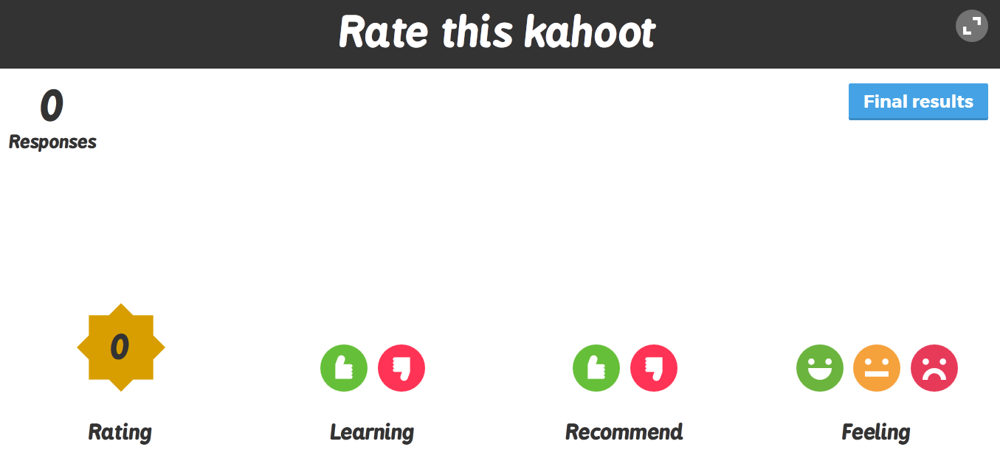 Rate this kahoot
0
Responses
Final results
0
Rating
Learning
Recommend
Feeling